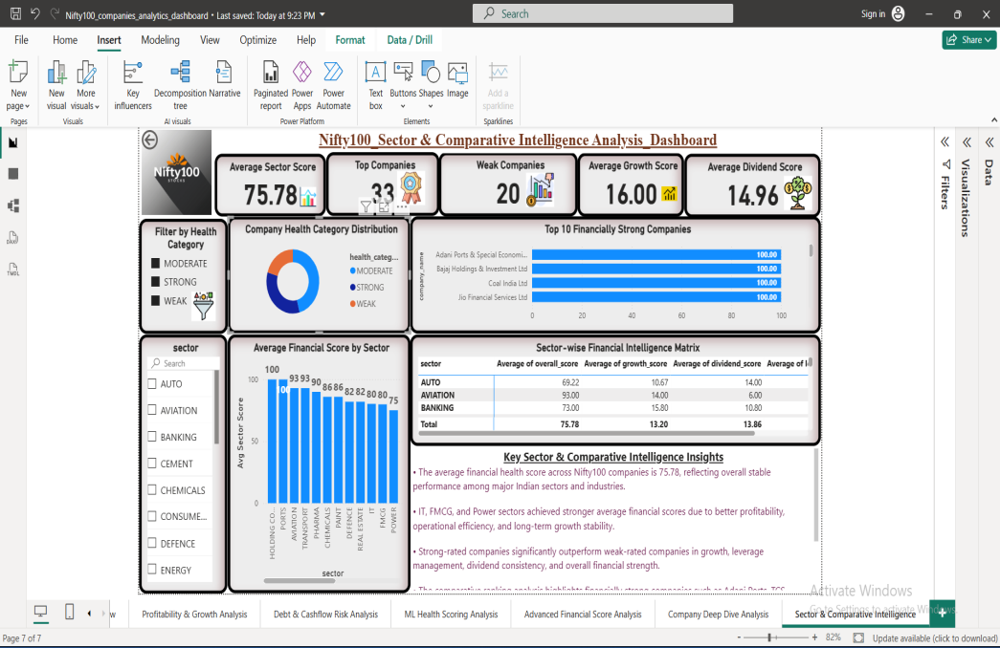 Nifty100_companies_analytics_dashboard • Last saved: Today at 9:23 PM
Search
Sign in
File Home Insert Modeling View Optimize Help Format Data / Drill
Share
New page
New visual
More visuals
Key influencers
Decomposition tree
Narrative
Paginated report
Power Apps
Power Automate
Text box
Buttons
Shapes
Image
Add a sparkline
Pages
Visuals
AI visuals
Power Platform
Elements
Sparklines
Nifty100_Sector & Comparative Intelligence Analysis_Dashboard
Nifty100
STOCKS
Average Sector Score
75.78
Top Companies
33
Weak Companies
20
Average Growth Score
16.00
Average Dividend Score
14.96
Filters
Visualizations
Data
Filter by Health
Category
MODERATE
STRONG
WEAK
Company Health Category Distribution
health_categ...
MODERATE
STRONG
WEAK
Top 10 Financially Strong Companies
company_name
Adani Ports & Special Economi... 100.00
Bajaj Holdings & Investment Ltd 100.00
Coal India Ltd 100.00
Jio Financial Services Ltd 100.00
0 20 40 60 80 100
sector
Search
AUTO
AVIATION
BANKING
CEMENT
CHEMICALS
CONSUME...
DEFENCE
ENERGY
Average Financial Score by Sector
Avg Sector Score
100
50
0
100 100 93 93 90 86 86 82 82 80 80 75
HOLDING CO...
PORTS
AVIATION
TRANSPORT
PHARMA
CHEMICALS
PAINT
DEFENCE
REAL ESTATE
IT
FMCG
POWER
sector
Sector-wise Financial Intelligence Matrix
sector Average of overall_score Average of growth_score Average of dividend_score Average of
AUTO 69.22 10.67 14.00
AVIATION 93.00 14.00 6.00
BANKING 73.00 15.80 10.80
Total 75.78 13.20 13.86
Key Sector & Comparative Intelligence Insights
• The average financial health score across Nifty100 companies is 75.78, reflecting overall stable
performance among major Indian sectors and industries.
• IT, FMCG, and Power sectors achieved stronger average financial scores due to better profitability,
operational efficiency, and long-term growth stability.
• Strong-rated companies significantly outperform weak-rated companies in growth, leverage
management, dividend consistency, and overall financial strength.
• The comparative ranking analysis highlights financially strong companies such as Adani Ports, TCS,
Activate Windows
Go to Settings to activate Windows.
w Profitability & Growth Analysis Debt & Cashflow Risk Analysis ML Health Scoring Analysis Advanced Financial Score Analysis Company Deep Dive Analysis Sector & Comparative Intelligence
Page 7 of 7
- + 82%
Update available (click to download)